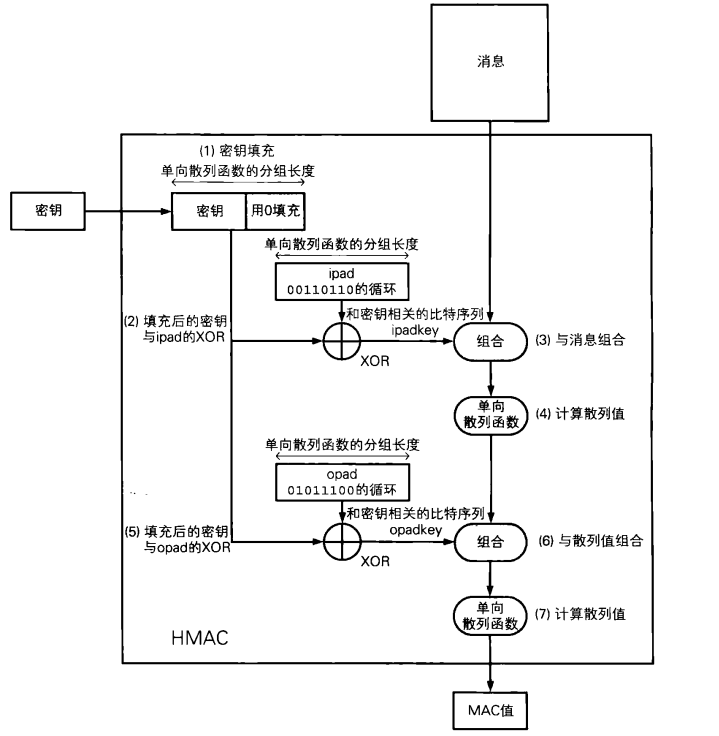 消息
(1) 密钥填充
单向散列函数的分组长度
密钥
密钥
用0填充
单向散列函数的分组长度
ipad
00110110的循环
(2) 填充后的密钥
与ipad的XOR
和密钥相关的比特序列
ipadkey
XOR
组合
(3) 与消息组合
单向
散列函数
(4) 计算散列值
单向散列函数的分组长度
opad
01011100的循环
(5) 填充后的密钥
与opad的XOR
和密钥相关的比特序列
opadkey
XOR
组合
(6) 与散列值组合
单向
散列函数
(7) 计算散列值
HMAC
MAC值